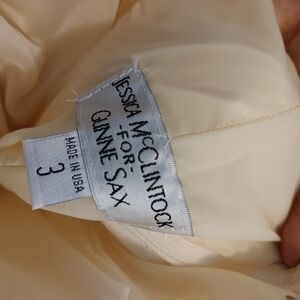 JESSICA MCCLINTOCK
-FOR-
GUNNE SAX
MADE IN USA
3